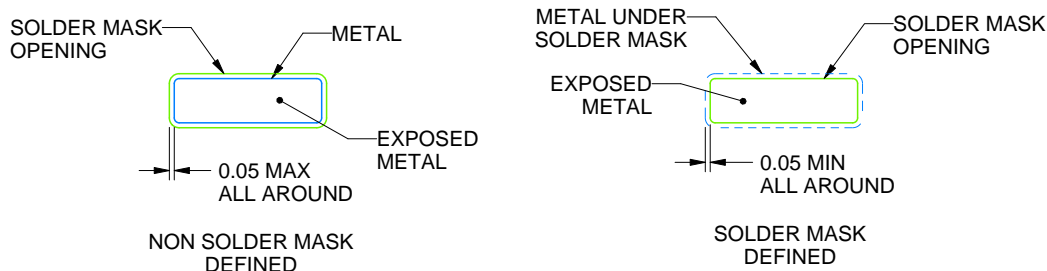 SOLDER MASK
OPENING
METAL
EXPOSED
METAL
0.05 MAX
ALL AROUND
NON SOLDER MASK
DEFINED
METAL UNDER
SOLDER MASK
SOLDER MASK
OPENING
EXPOSED
METAL
0.05 MIN
ALL AROUND
SOLDER MASK
DEFINED